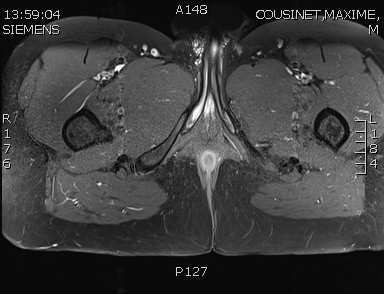 13:59:04
SIEMENS
A148
COUSINET,MAXIME,
M
R
1
7
6
L
1
8
4
P127